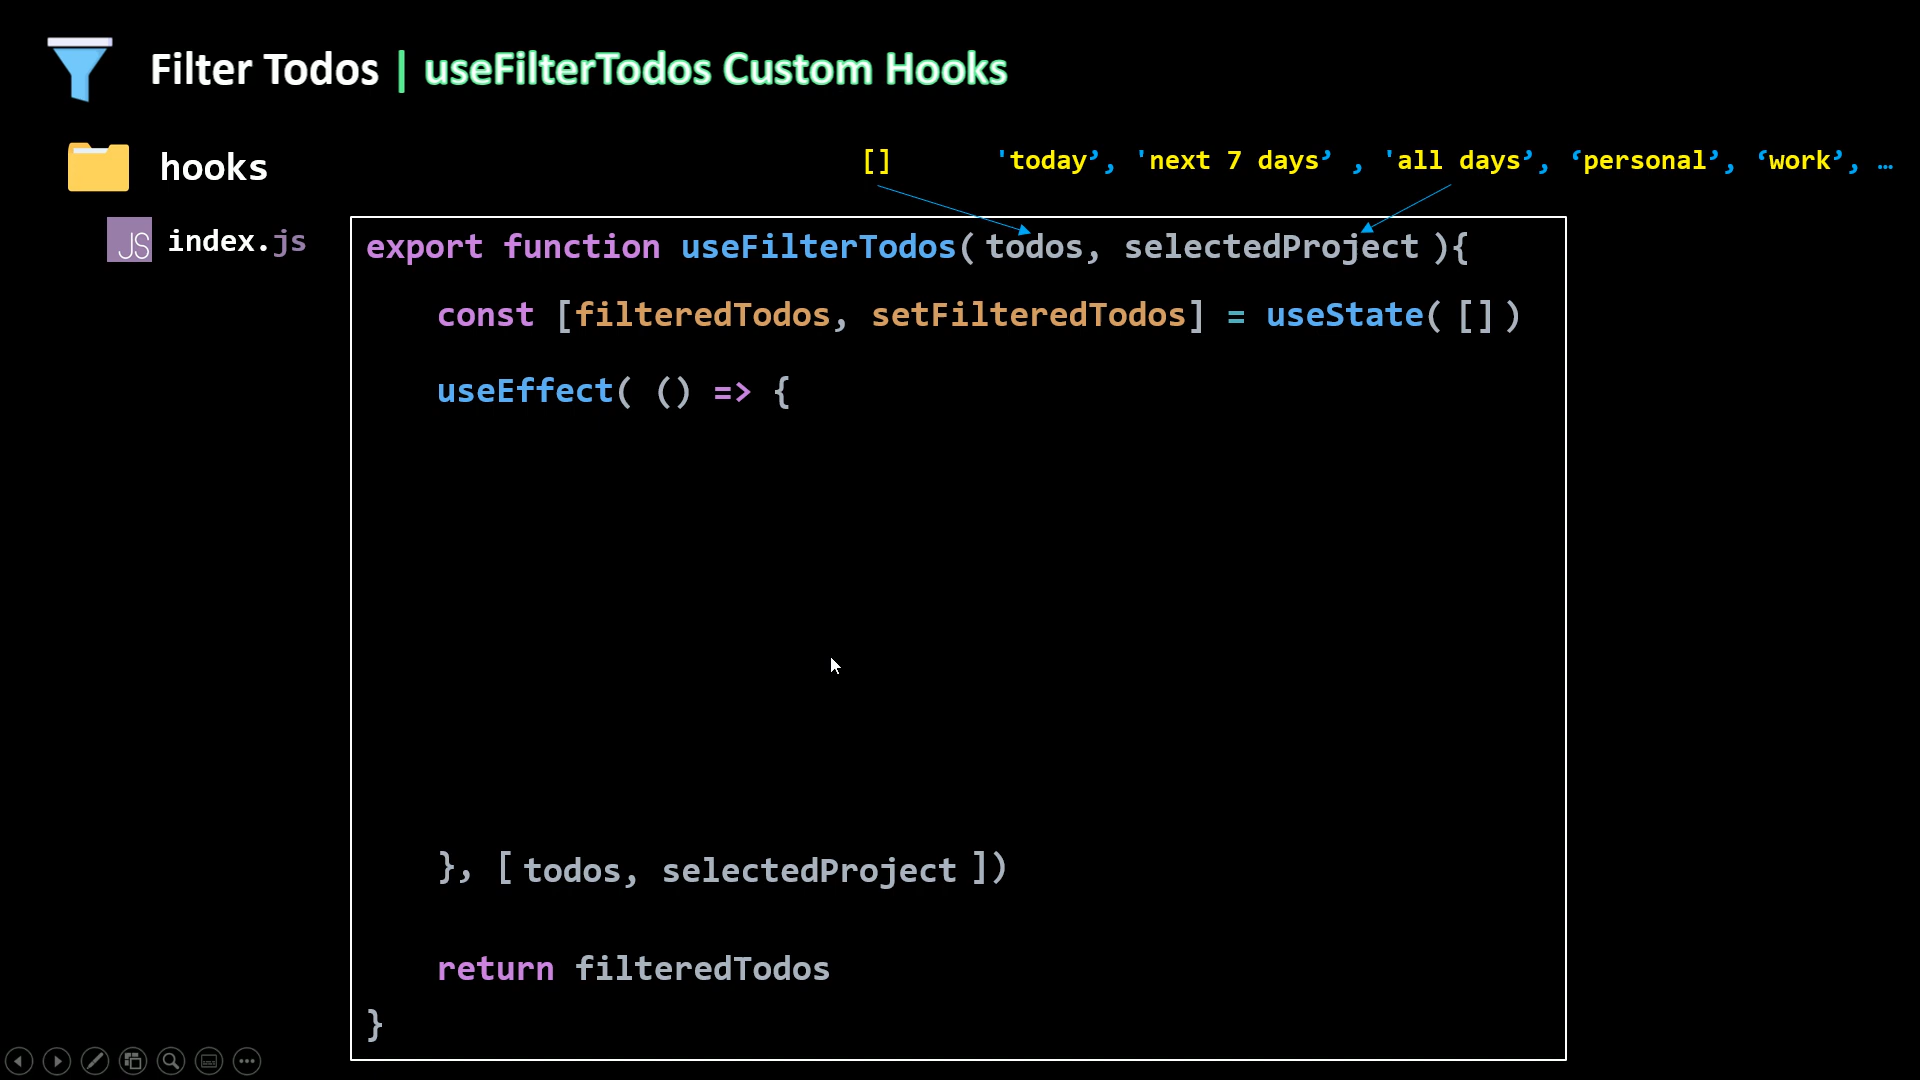 Filter Todos | useFilterTodos Custom Hooks
hooks
[] 'today’, 'next 7 days’ , 'all days’, ‘personal’, ‘work’, …
JS index.js
export function useFilterTodos( todos, selectedProject ){
const [filteredTodos, setFilteredTodos] = useState( [] )
useEffect( () => {
}, [ todos, selectedProject ])
return filteredTodos
}